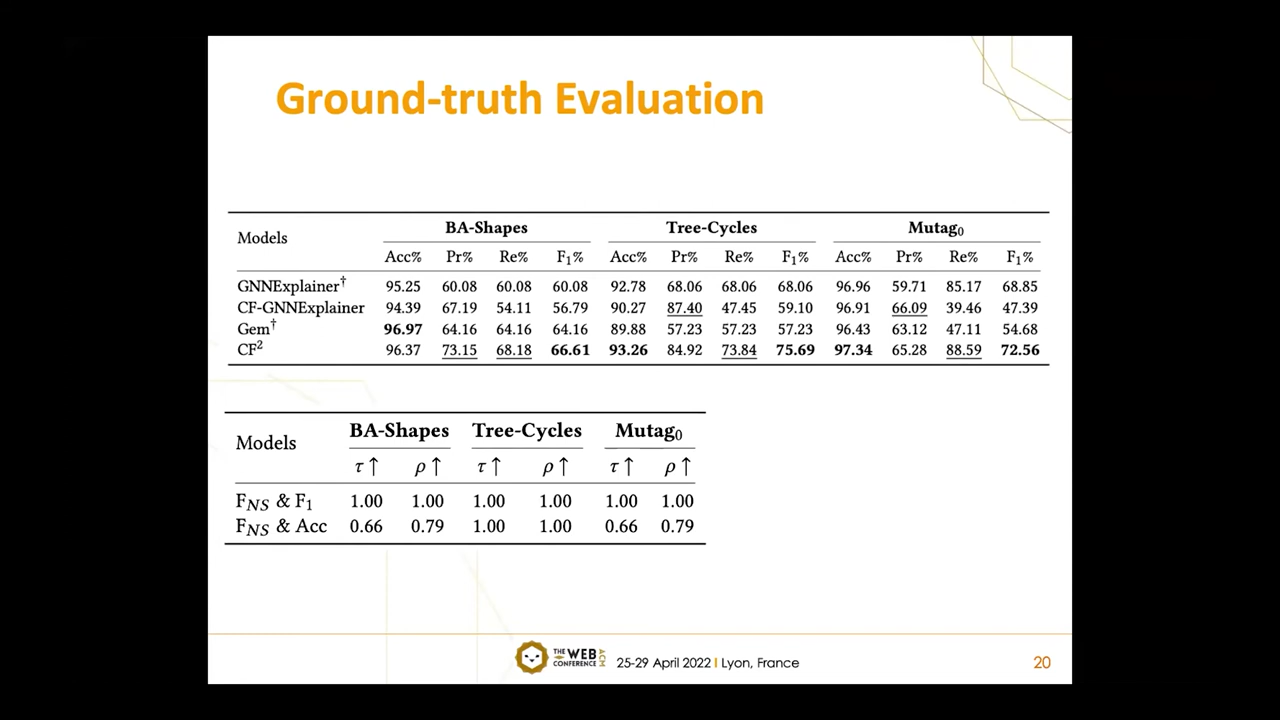 Ground-truth Evaluation
Models BA-Shapes Tree-Cycles Mutag₀
Acc% Pr% Re% F₁% Acc% Pr% Re% F₁% Acc% Pr% Re% F₁%
GNNExplainer† 95.25 60.08 60.08 60.08 92.78 68.06 68.06 68.06 96.96 59.71 85.17 68.85
CF-GNNExplainer 94.39 67.19 54.11 56.79 90.27 87.40 47.45 59.10 96.91 66.09 39.46 47.39
Gem† 96.97 64.16 64.16 64.16 89.88 57.23 57.23 57.23 96.43 63.12 47.11 54.68
CF² 96.37 73.15 68.18 66.61 93.26 84.92 73.84 75.69 97.34 65.28 88.59 72.56
Models BA-Shapes Tree-Cycles Mutag₀
τ↑ ρ↑ τ↑ ρ↑ τ↑ ρ↑
F_NS & F₁ 1.00 1.00 1.00 1.00 1.00 1.00
F_NS & Acc 0.66 0.79 1.00 1.00 0.66 0.79
THE WEB CONFERENCE ACM
25-29 April 2022 | Lyon, France
20